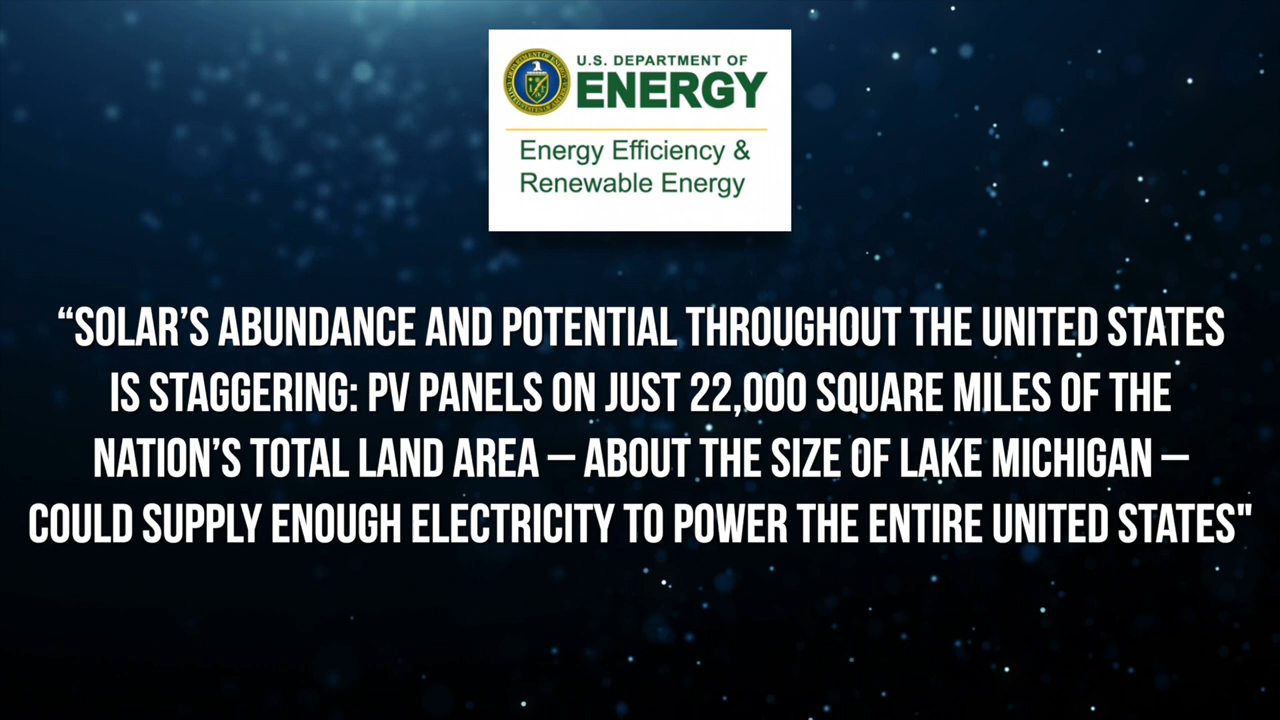 U.S. DEPARTMENT OF
ENERGY
Energy Efficiency &
Renewable Energy
“SOLAR’S ABUNDANCE AND POTENTIAL THROUGHOUT THE UNITED STATES
IS STAGGERING: PV PANELS ON JUST 22,000 SQUARE MILES OF THE
NATION’S TOTAL LAND AREA – ABOUT THE SIZE OF LAKE MICHIGAN –
COULD SUPPLY ENOUGH ELECTRICITY TO POWER THE ENTIRE UNITED STATES"